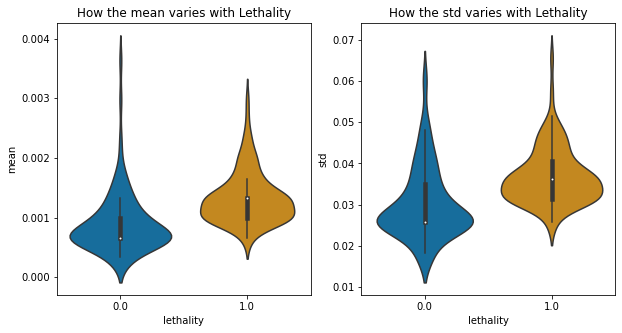 How the mean varies with Lethality
mean
0.004
0.003
0.002
0.001
0.000
0.0
1.0
lethality
How the std varies with Lethality
std
0.07
0.06
0.05
0.04
0.03
0.02
0.01
0.0
1.0
lethality